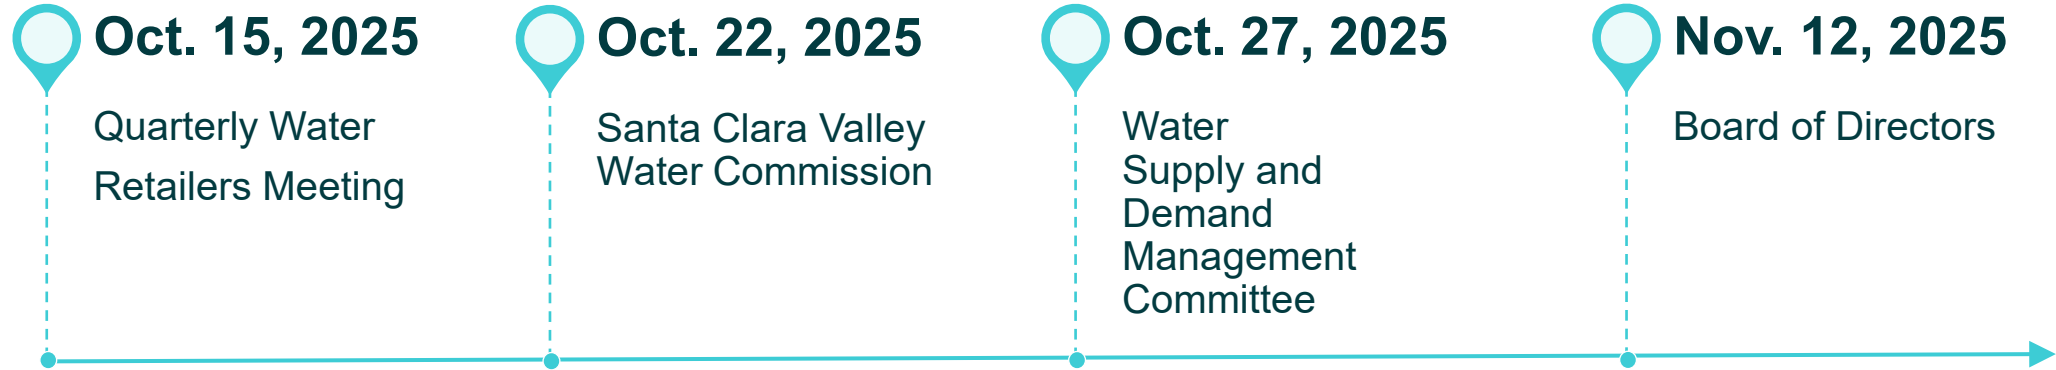 Oct. 15, 2025
Quarterly Water
Retailers Meeting
Oct. 22, 2025
Santa Clara Valley
Water Commission
Oct. 27, 2025
Water
Supply and
Demand
Management
Committee
Nov. 12, 2025
Board of Directors